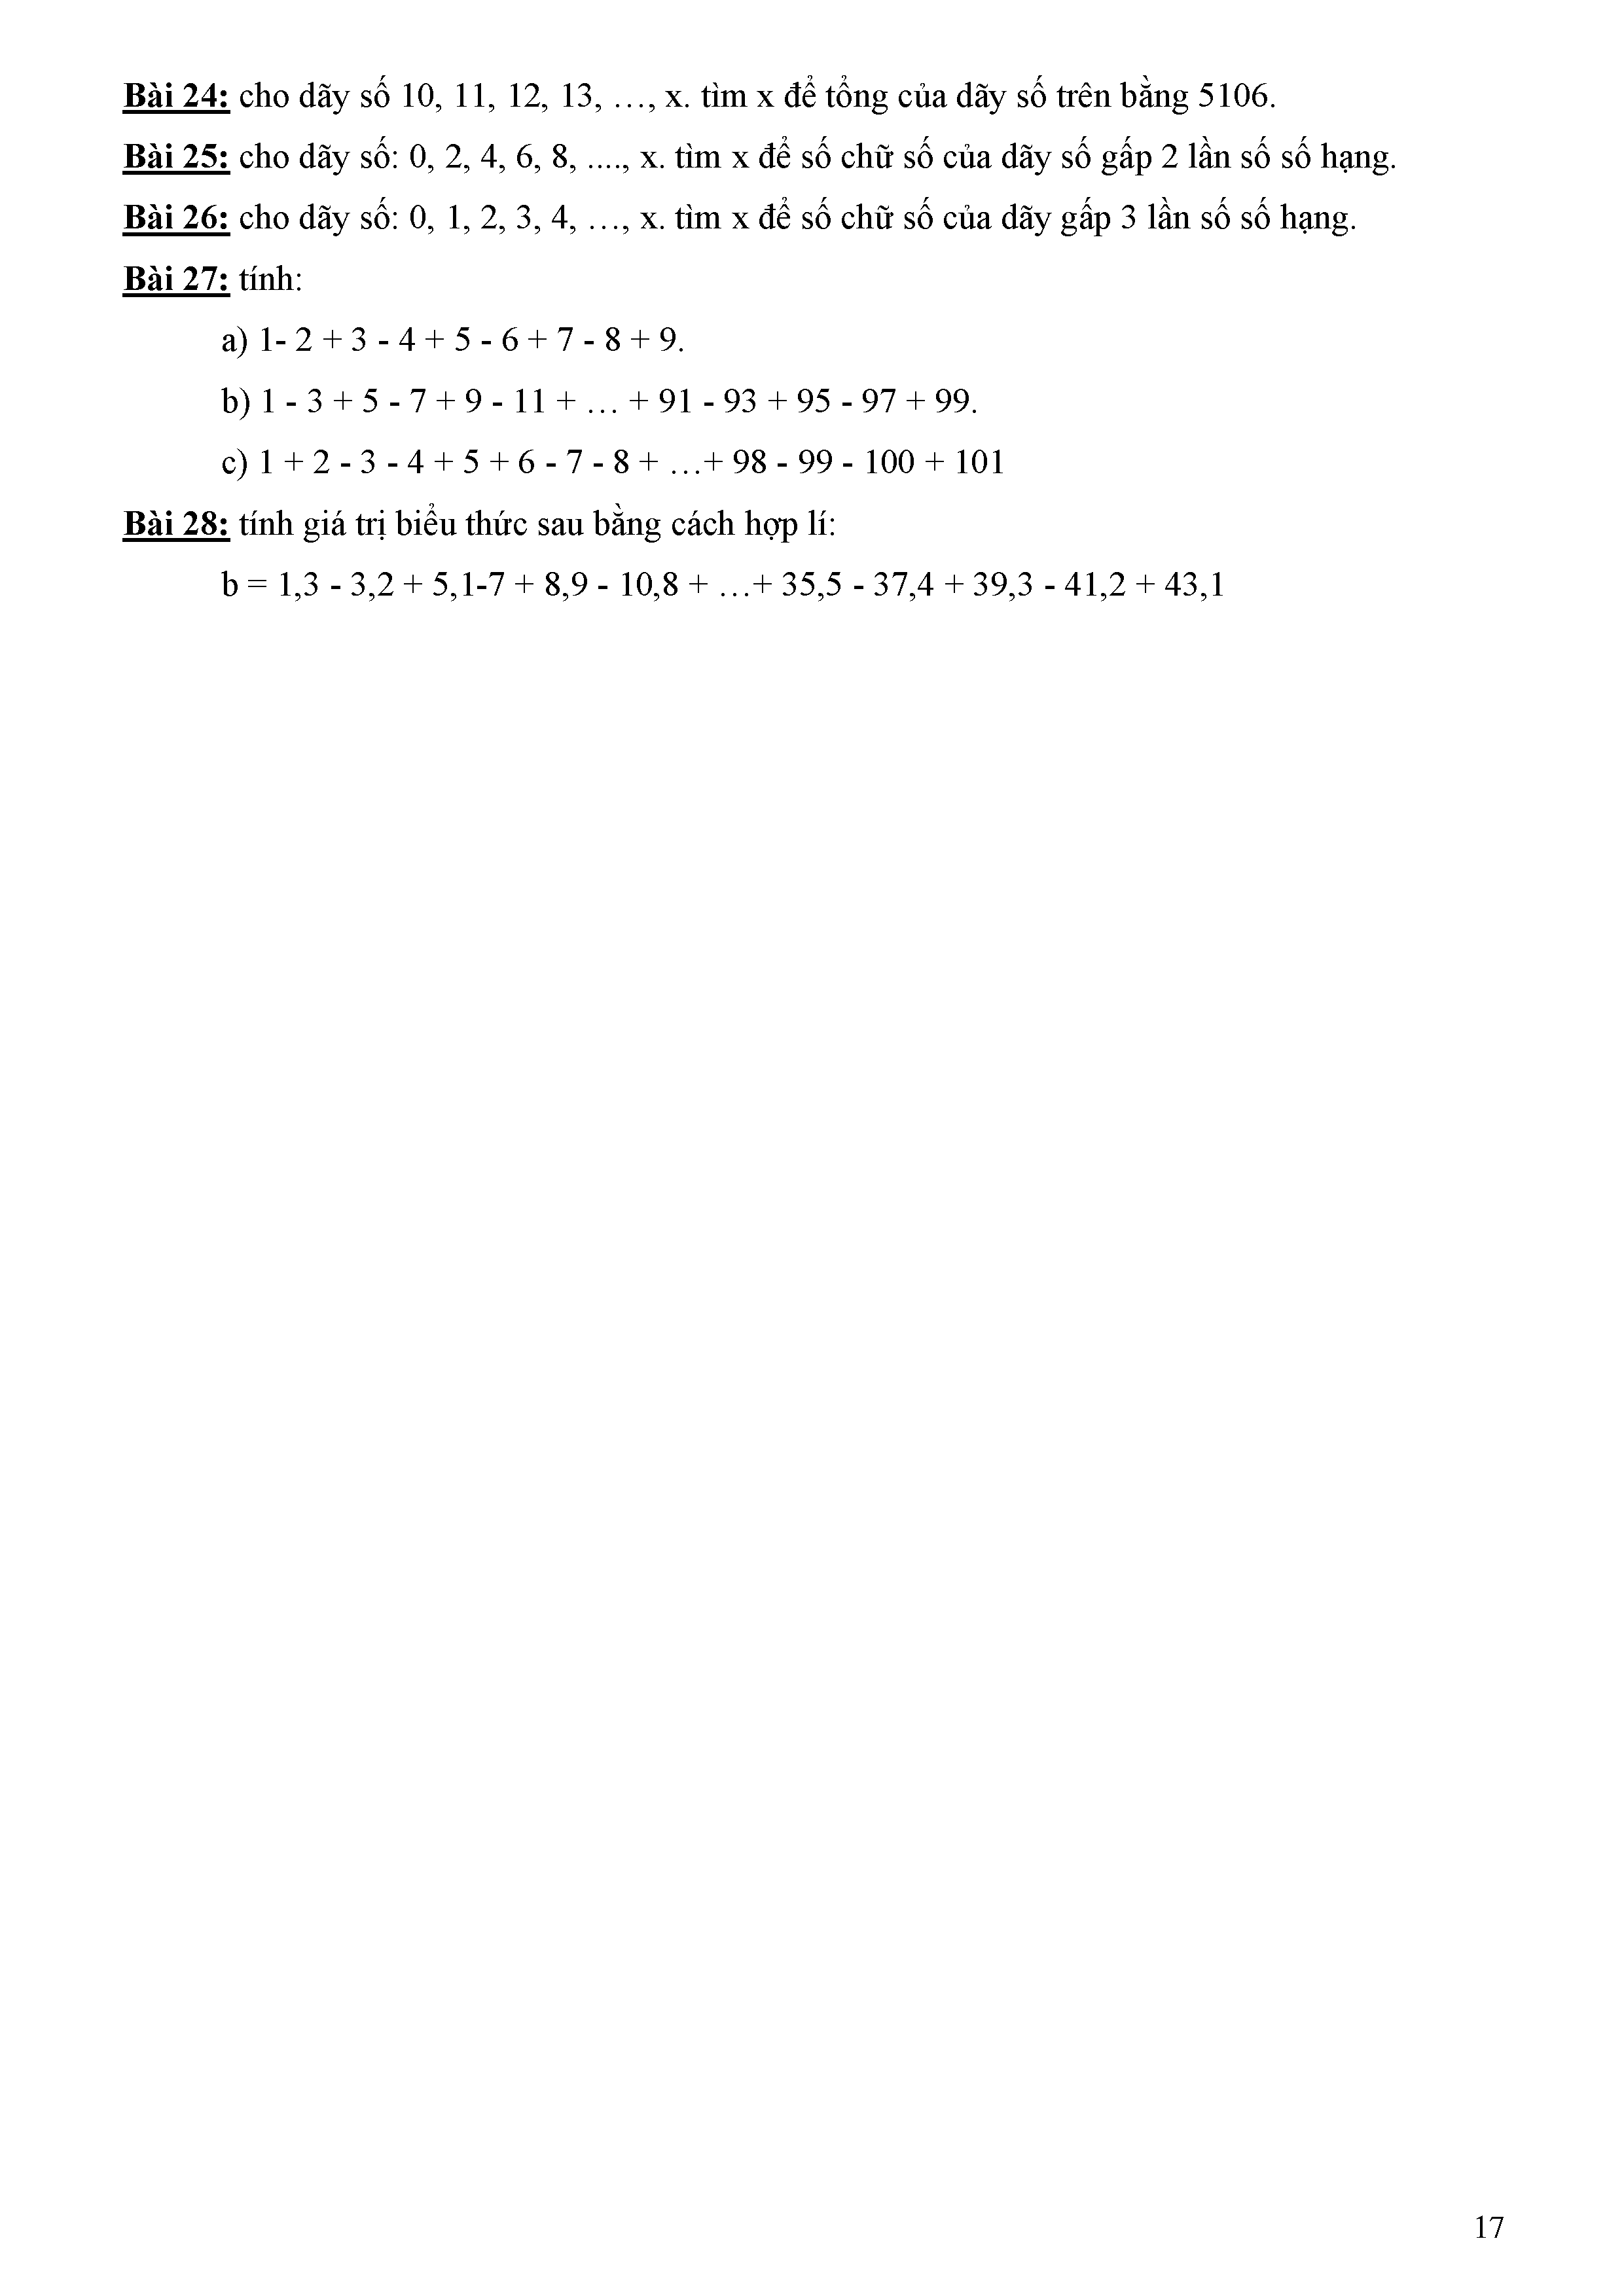 Bài 24: cho dãy số 10, 11, 12, 13, …, x. tìm x để tổng của dãy số trên bằng 5106.
Bài 25: cho dãy số: 0, 2, 4, 6, 8, ...., x. tìm x để số chữ số của dãy số gấp 2 lần số số hạng.
Bài 26: cho dãy số: 0, 1, 2, 3, 4, …, x. tìm x để số chữ số của dãy gấp 3 lần số số hạng.
Bài 27: tính:
a) 1- 2 + 3 - 4 + 5 - 6 + 7 - 8 + 9.
b) 1 - 3 + 5 - 7 + 9 - 11 + … + 91 - 93 + 95 - 97 + 99.
c) 1 + 2 - 3 - 4 + 5 + 6 - 7 - 8 + …+ 98 - 99 - 100 + 101
Bài 28: tính giá trị biểu thức sau bằng cách hợp lí:
b = 1,3 - 3,2 + 5,1-7 + 8,9 - 10,8 + …+ 35,5 - 37,4 + 39,3 - 41,2 + 43,1
17